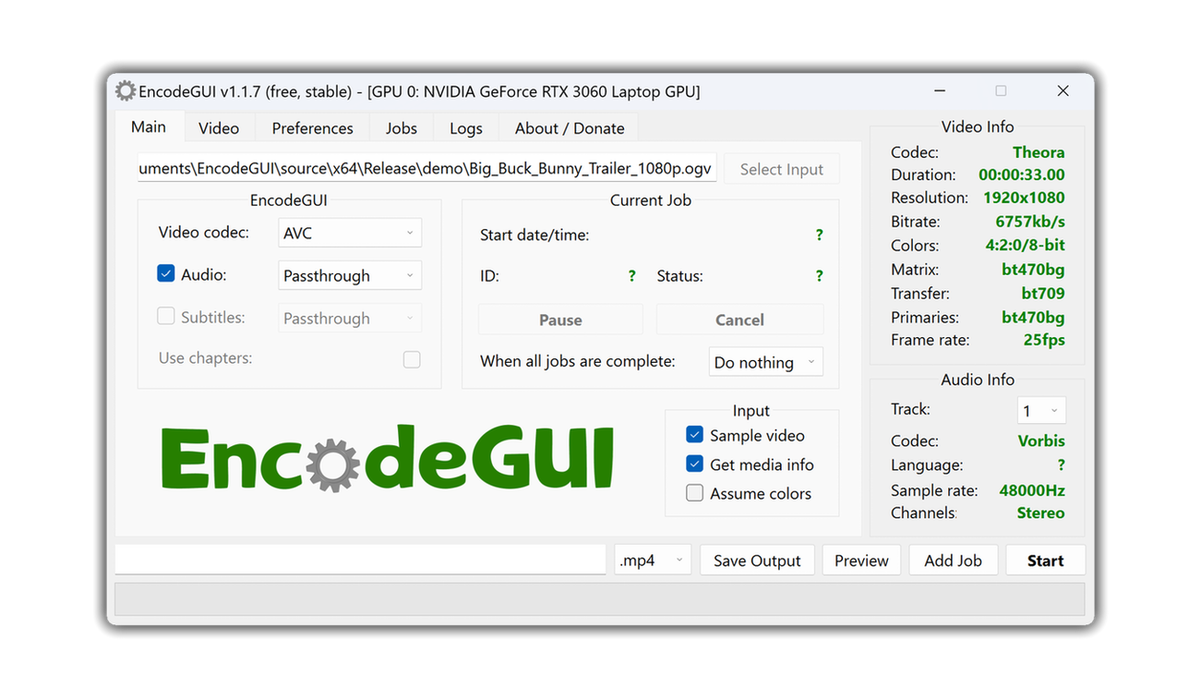 EncodeGUI v1.1.7 (free, stable) - [GPU 0: NVIDIA GeForce RTX 3060 Laptop GPU]
Main Video Preferences Jobs Logs About / Donate
uments\EncodeGUI\source\x64\Release\demo\Big_Buck_Bunny_Trailer_1080p.ogv Select Input
EncodeGUI
Video codec: AVC
Audio: Passthrough
Subtitles: Passthrough
Use chapters:
Current Job
Start date/time: ?
ID: ? Status: ?
Pause Cancel
When all jobs are complete: Do nothing
EncodeGUI
Input
Sample video
Get media info
Assume colors
Video Info
Codec: Theora
Duration: 00:00:33.00
Resolution: 1920x1080
Bitrate: 6757kb/s
Colors: 4:2:0/8-bit
Matrix: bt470bg
Transfer: bt709
Primaries: bt470bg
Frame rate: 25fps
Audio Info
Track: 1
Codec: Vorbis
Language: ?
Sample rate: 48000Hz
Channels: Stereo
.mp4 Save Output Preview Add Job Start